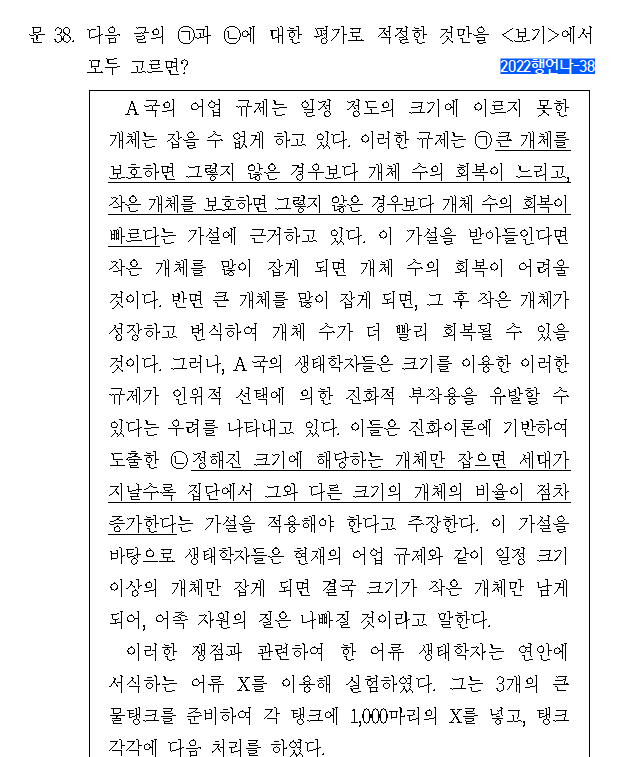 문 38. 다음 글의 ㉠과 ㉡에 대한 평가로 적절한 것만을 <보기>에서
모두 고르면?
2022행언나-38
A국의 어업 규제는 일정 정도의 크기에 이르지 못한
개체는 잡을 수 없게 하고 있다. 이러한 규제는 ㉠큰 개체를
보호하면 그렇지 않은 경우보다 개체 수의 회복이 느리고,
작은 개체를 보호하면 그렇지 않은 경우보다 개체 수의 회복이
빠르다는 가설에 근거하고 있다. 이 가설을 받아들인다면
작은 개체를 많이 잡게 되면 개체 수의 회복이 어려울
것이다. 반면 큰 개체를 많이 잡게 되면, 그 후 작은 개체가
성장하고 번식하여 개체 수가 더 빨리 회복될 수 있을
것이다. 그러나, A국의 생태학자들은 크기를 이용한 이러한
규제가 인위적 선택에 의한 진화적 부작용을 유발할 수
있다는 우려를 나타내고 있다. 이들은 진화이론에 기반하여
도출한 ㉡정해진 크기에 해당하는 개체만 잡으면 세대가
지날수록 집단에서 그와 다른 크기의 개체의 비율이 점차
증가한다는 가설을 적용해야 한다고 주장한다. 이 가설을
바탕으로 생태학자들은 현재의 어업 규제와 같이 일정 크기
이상의 개체만 잡게 되면 결국 크기가 작은 개체만 남게
되어, 어족 자원의 질은 나빠질 것이라고 말한다.
이러한 쟁점과 관련하여 한 어류 생태학자는 연안에
서식하는 어류 X를 이용해 실험하였다. 그는 3개의 큰
물탱크를 준비하여 각 탱크에 1,000마리의 X를 넣고, 탱크
각각에 다음 처리를 하였다.